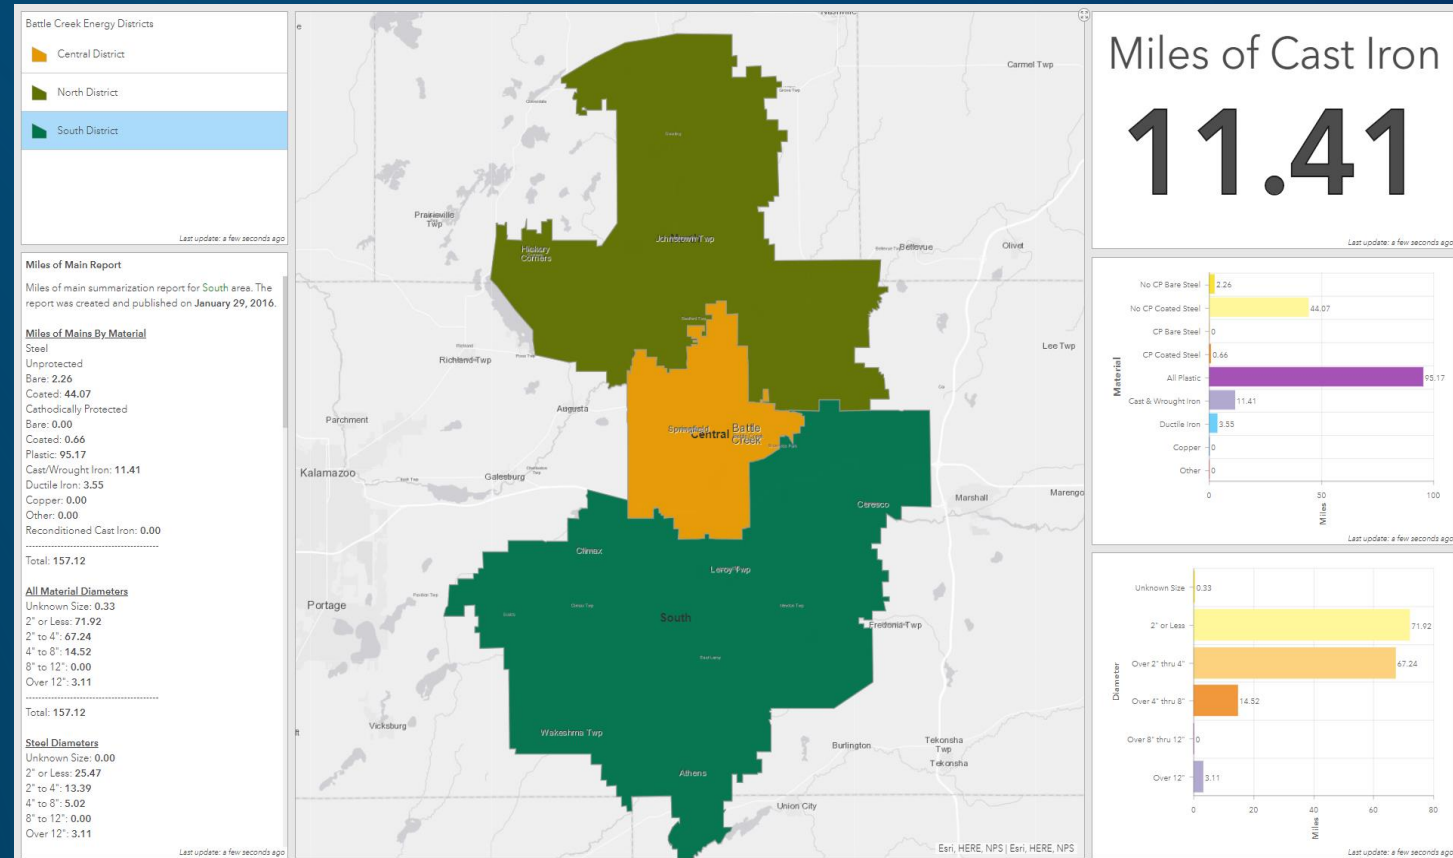 Battle Creek Energy Districts
Central District
North District
South District
Last update: a few seconds ago
Miles of Main Report
Miles of main summarization report for South area. The
report was created and published on January 29, 2016.
Miles of Mains By Material
Steel
Unprotected
Bare: 2.26
Coated: 44.07
Cathodically Protected
Bare: 0.00
Coated: 0.66
Plastic: 95.17
Cast/Wrought Iron: 11.41
Ductile Iron: 3.55
Copper: 0.00
Other: 0.00
Reconditioned Cast Iron: 0.00
----------------------------------------
Total: 157.12
All Material Diameters
Unknown Size: 0.33
2" or Less: 71.92
2" to 4": 67.24
4" to 8": 14.52
8" to 12": 0.00
Over 12": 3.11
----------------------------------------
Total: 157.12
Steel Diameters
Unknown Size: 0.00
2" or Less: 25.47
2" to 4": 13.39
4" to 8": 5.02
8" to 12": 0.00
Over 12": 3.11
Last update: a few seconds ago
Carmel Twp
Prairieville
Twp
Hickory
Corners
Johnstown Twp
Bellevue
Olivet
Richland Twp
Lee Twp
Parchment
Augusta
Springfield
Central
Battle
Creek
Kalamazoo
Galesburg
Marshall
Marengo
Ceresco
Climax
Leroy Twp
Portage
South
Fredonia Twp
Vicksburg
Wakeshma Twp
Burlington
Tekonsha
Twp
Tekonsha
Athens
Union City
Esri, HERE, NPS | Esri, HERE, NPS
Miles of Cast Iron
11.41
Last update: a few seconds ago
Material
No CP Bare Steel 2.26
No CP Coated Steel 44.07
CP Bare Steel 0
CP Coated Steel 0.66
All Plastic 95.17
Cast & Wrought Iron 11.41
Ductile Iron 3.55
Copper 0
Other 0
0 50 100
Miles
Last update: a few seconds ago
Diameter
Unknown Size 0.33
2" or Less 71.92
Over 2" thru 4" 67.24
Over 4" thru 8" 14.52
Over 8" thru 12" 0
Over 12" 3.11
0 20 40 60 80
Miles
Last update: a few seconds ago